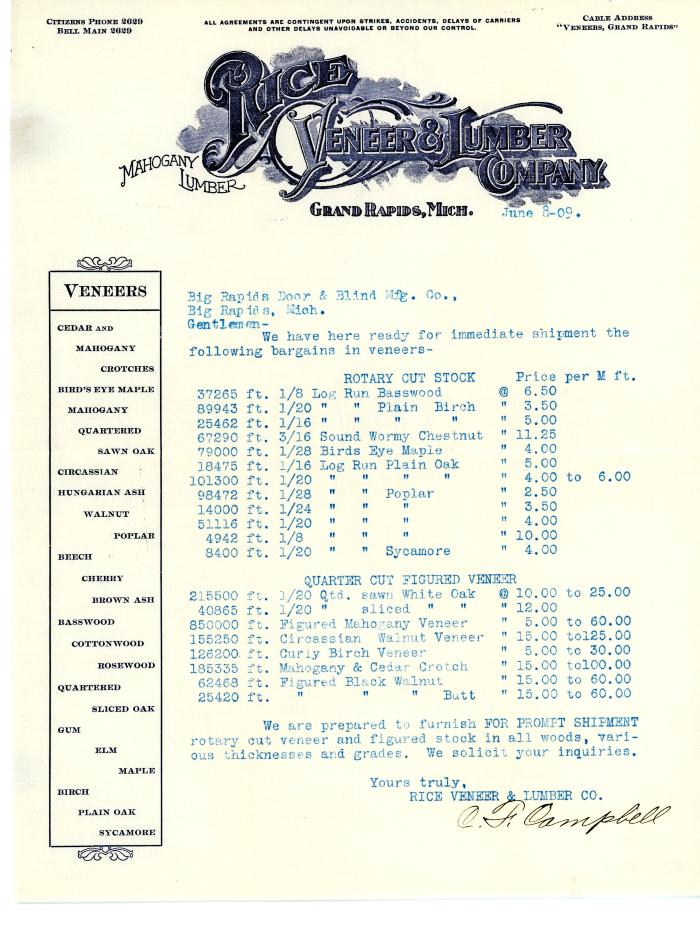 CITIZENS PHONE 2629
BELL MAIN 2629
ALL AGREEMENTS ARE CONTINGENT UPON STRIKES, ACCIDENTS, DELAYS OF CARRIERS
AND OTHER DELAYS UNAVOIDABLE OR BEYOND OUR CONTROL.
CABLE ADDRESS
"VENEERS, GRAND RAPIDS"
RICE
VENEER & LUMBER
COMPANY
MAHOGANY
LUMBER
GRAND RAPIDS, MICH.
June 8-09.
VENEERS
CEDAR AND
MAHOGANY
CROTCHES
BIRD'S EYE MAPLE
MAHOGANY
QUARTERED
SAWN OAK
CIRCASSIAN
HUNGARIAN ASH
WALNUT
POPLAR
BEECH
CHERRY
BROWN ASH
BASSWOOD
COTTONWOOD
ROSEWOOD
QUARTERED
SLICED OAK
GUM
ELM
MAPLE
BIRCH
PLAIN OAK
SYCAMORE
Big Rapids Door & Blind Mfg. Co.,
Big Rapids, Mich.
Gentlemen-
We have here ready for immediate shipment the
following bargains in veneers-
ROTARY CUT STOCK Price per M ft.
37265 ft. 1/8 Log Run Basswood @ 6.50
89943 ft. 1/20 " " Plain Birch " 3.50
25462 ft. 1/16 " " " " " 5.00
67290 ft. 3/16 Sound Wormy Chestnut " 11.25
79000 ft. 1/28 Birds Eye Maple " 4.00
18475 ft. 1/16 Log Run Plain Oak " 5.00
101300 ft. 1/20 " " " " " 4.00 to 6.00
98472 ft. 1/28 " " Poplar " 2.50
14000 ft. 1/24 " " " " 3.50
51116 ft. 1/20 " " " " 4.00
4942 ft. 1/8 " " " " 10.00
8400 ft. 1/20 " " Sycamore " 4.00
QUARTER CUT FIGURED VENEER
215500 ft. 1/20 Qtd. sawn White Oak @ 10.00 to 25.00
40865 ft. 1/20 " sliced " " " 12.00
850000 ft. Figured Mahogany Veneer " 5.00 to 60.00
155250 ft. Circassian Walnut Veneer " 15.00 to125.00
126200 ft. Curly Birch Veneer " 5.00 to 30.00
185335 ft. Mahogany & Cedar Crotch " 15.00 to100.00
62468 ft. Figured Black Walnut " 15.00 to 60.00
25420 ft. " " " Butt " 15.00 to 60.00
We are prepared to furnish FOR PROMPT SHIPMENT
rotary cut veneer and figured stock in all woods, vari-
ous thicknesses and grades. We solicit your inquiries.
Yours truly,
RICE VENEER & LUMBER CO.
C. F. Campbell